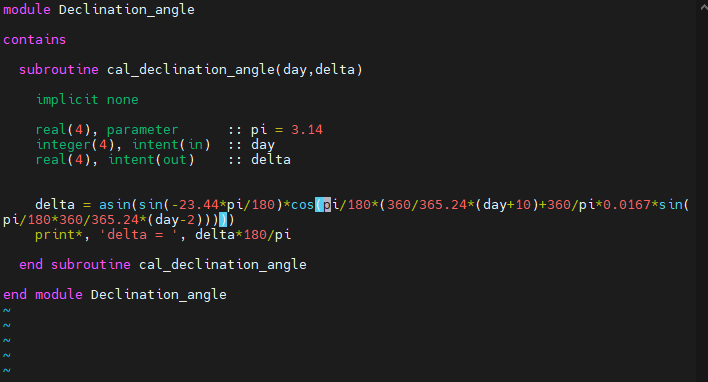 module Declination_angle
contains
subroutine cal_declination_angle(day,delta)
implicit none
real(4), parameter :: pi = 3.14
integer(4), intent(in) :: day
real(4), intent(out) :: delta
delta = asin(sin(-23.44*pi/180)*cos(pi/180*(360/365.24*(day+10)+360/pi*0.0167*sin(
pi/180*360/365.24*(day-2)))))
print*, 'delta = ', delta*180/pi
end subroutine cal_declination_angle
end module Declination_angle
~
~
~
~
~